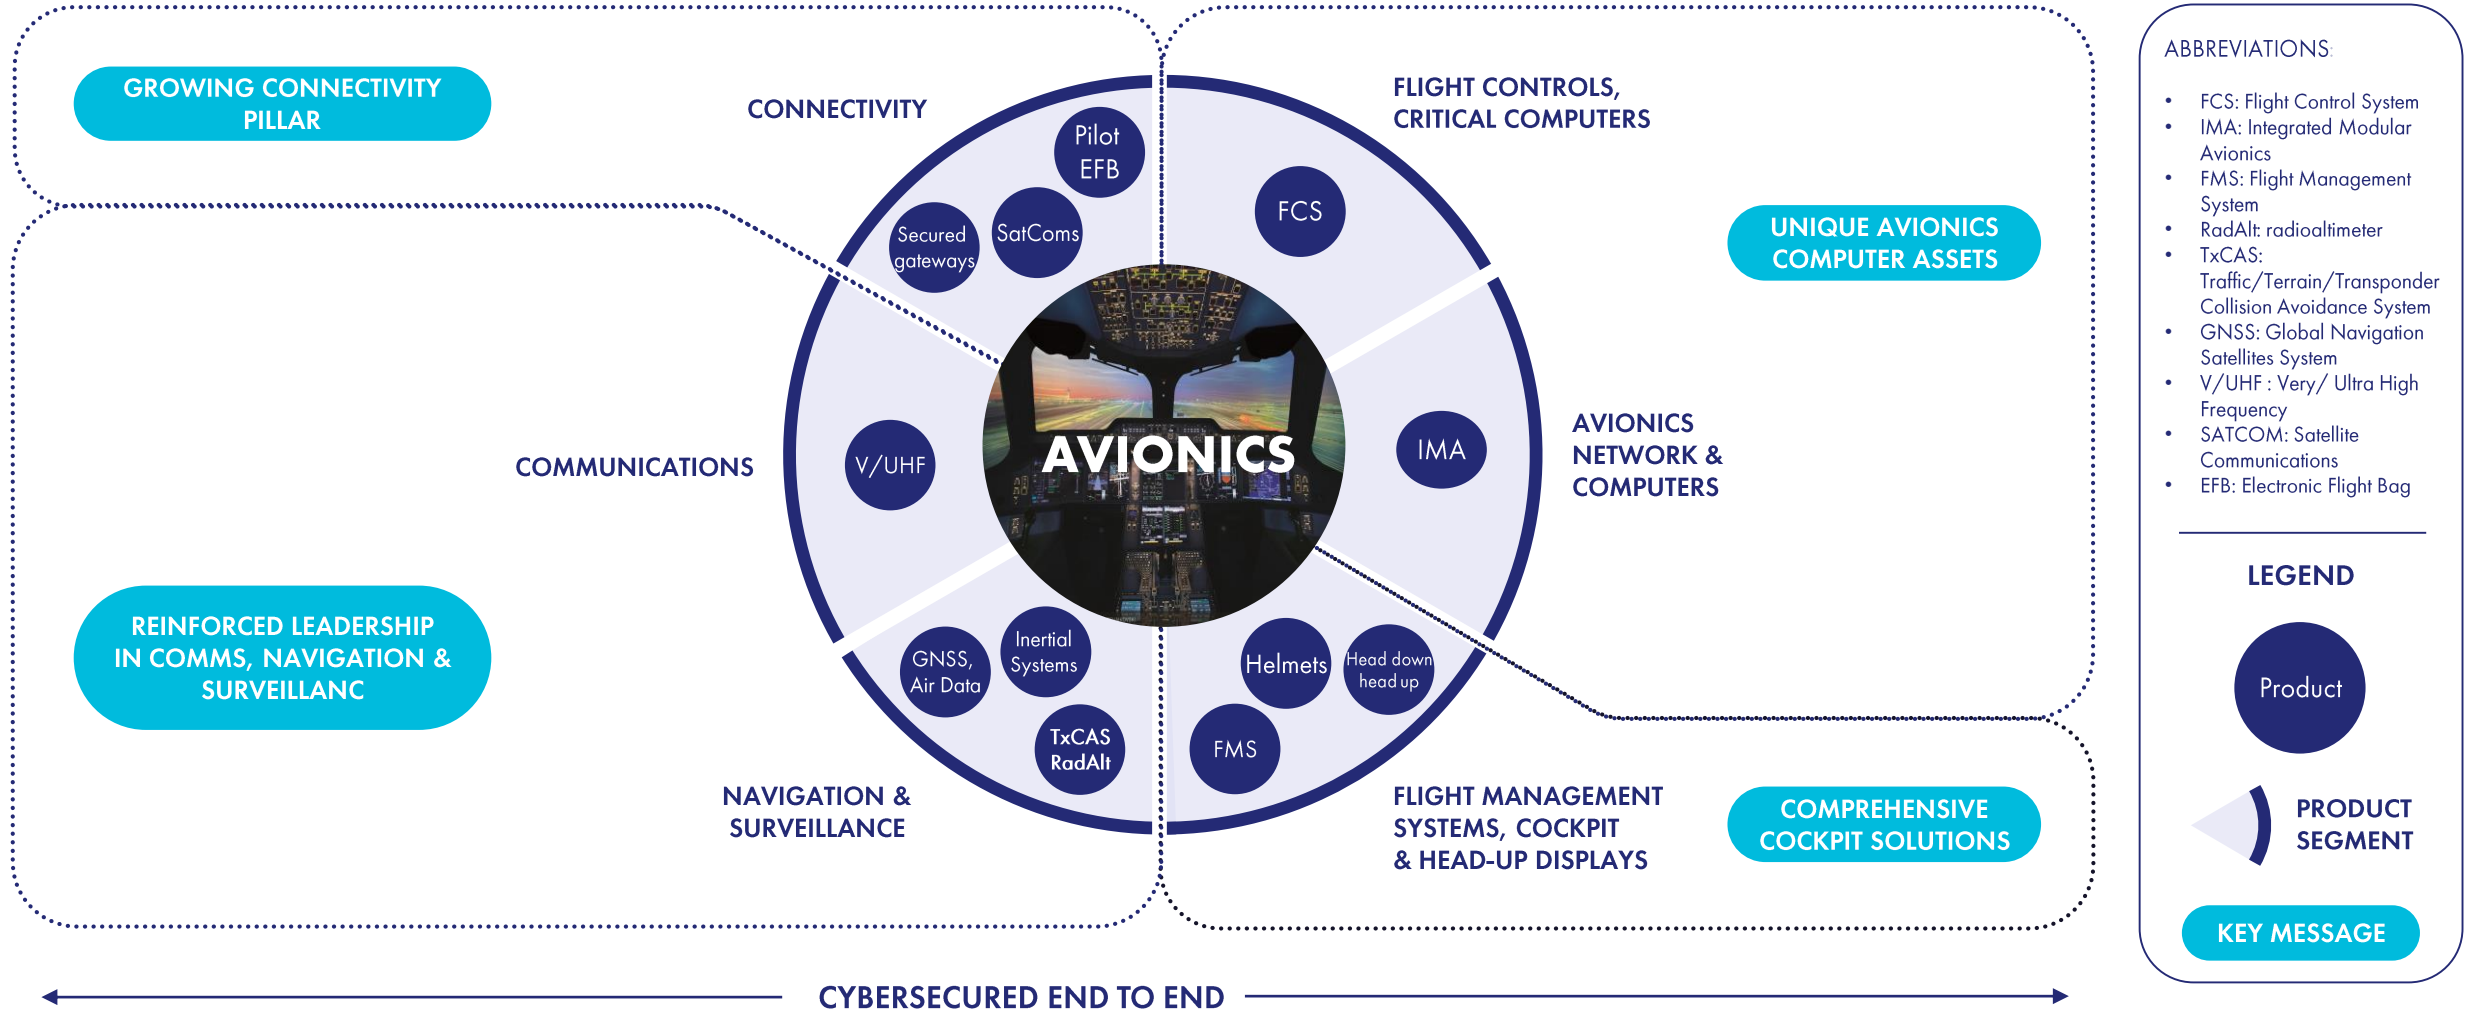 GROWING CONNECTIVITY
PILLAR
CONNECTIVITY
Pilot
EFB
SatComs
Secured
gateways
FLIGHT CONTROLS,
CRITICAL COMPUTERS
FCS
UNIQUE AVIONICS
COMPUTER ASSETS
COMMUNICATIONS
V/UHF
AVIONICS
IMA
AVIONICS
NETWORK &
COMPUTERS
REINFORCED LEADERSHIP
IN COMMS, NAVIGATION &
SURVEILLANC
GNSS,
Air Data
Inertial
Systems
TxCAS
RadAlt
NAVIGATION &
SURVEILLANCE
Helmets
Head down
head up
FMS
FLIGHT MANAGEMENT
SYSTEMS, COCKPIT
& HEAD-UP DISPLAYS
COMPREHENSIVE
COCKPIT SOLUTIONS
CYBERSECURED END TO END
ABBREVIATIONS:
• FCS: Flight Control System
• IMA: Integrated Modular
Avionics
• FMS: Flight Management
System
• RadAlt: radioaltimeter
• TxCAS:
Traffic/Terrain/Transponder
Collision Avoidance System
• GNSS: Global Navigation
Satellites System
• V/UHF : Very/ Ultra High
Frequency
• SATCOM: Satellite
Communications
• EFB: Electronic Flight Bag
LEGEND
Product
PRODUCT
SEGMENT
KEY MESSAGE